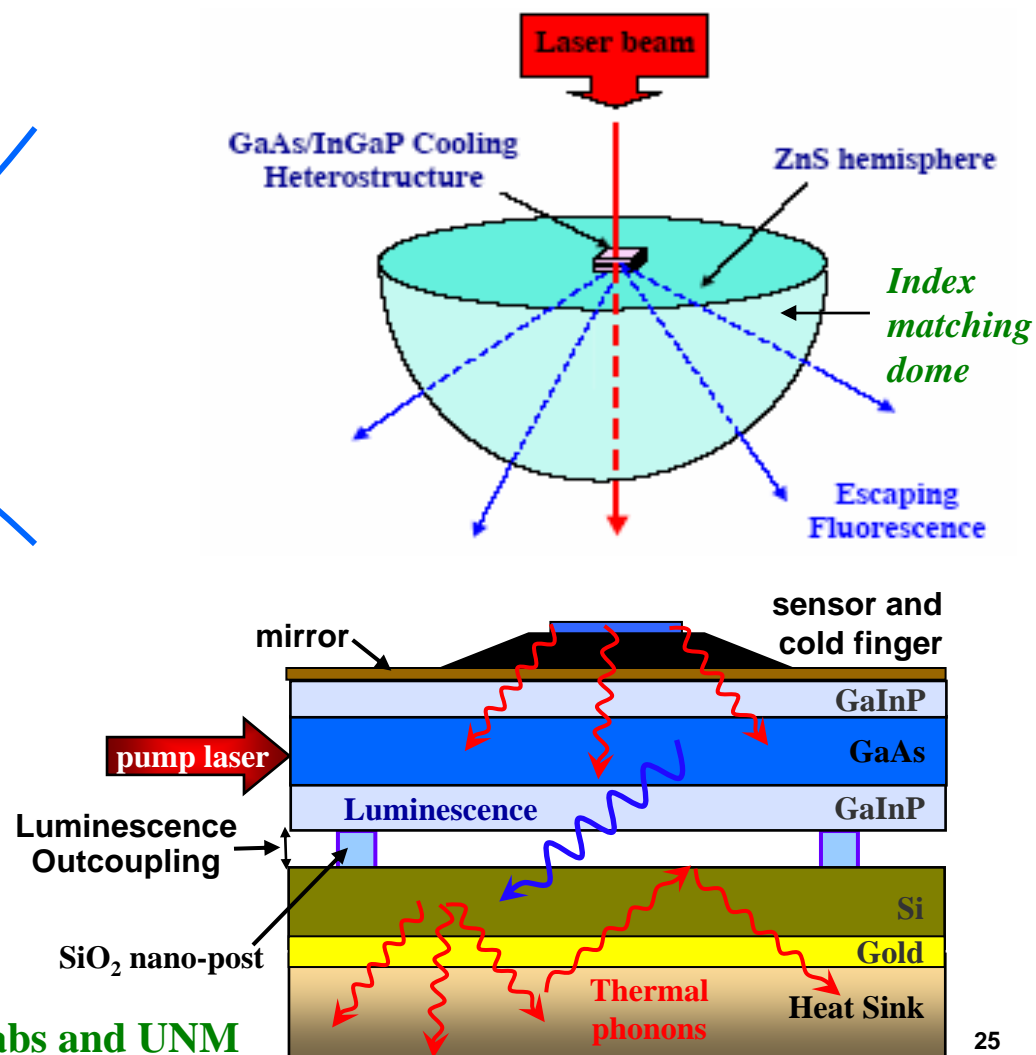 Laser beam
GaAs/InGaP Cooling
Heterostructure
ZnS hemisphere
Index
matching
dome
Escaping
Fluorescence
sensor and
cold finger
mirror
GaInP
pump laser
GaAs
Luminescence
GaInP
Luminescence
Outcoupling
Si
SiO₂ nano-post
Gold
Thermal
phonons
Heat Sink
and UNM
25